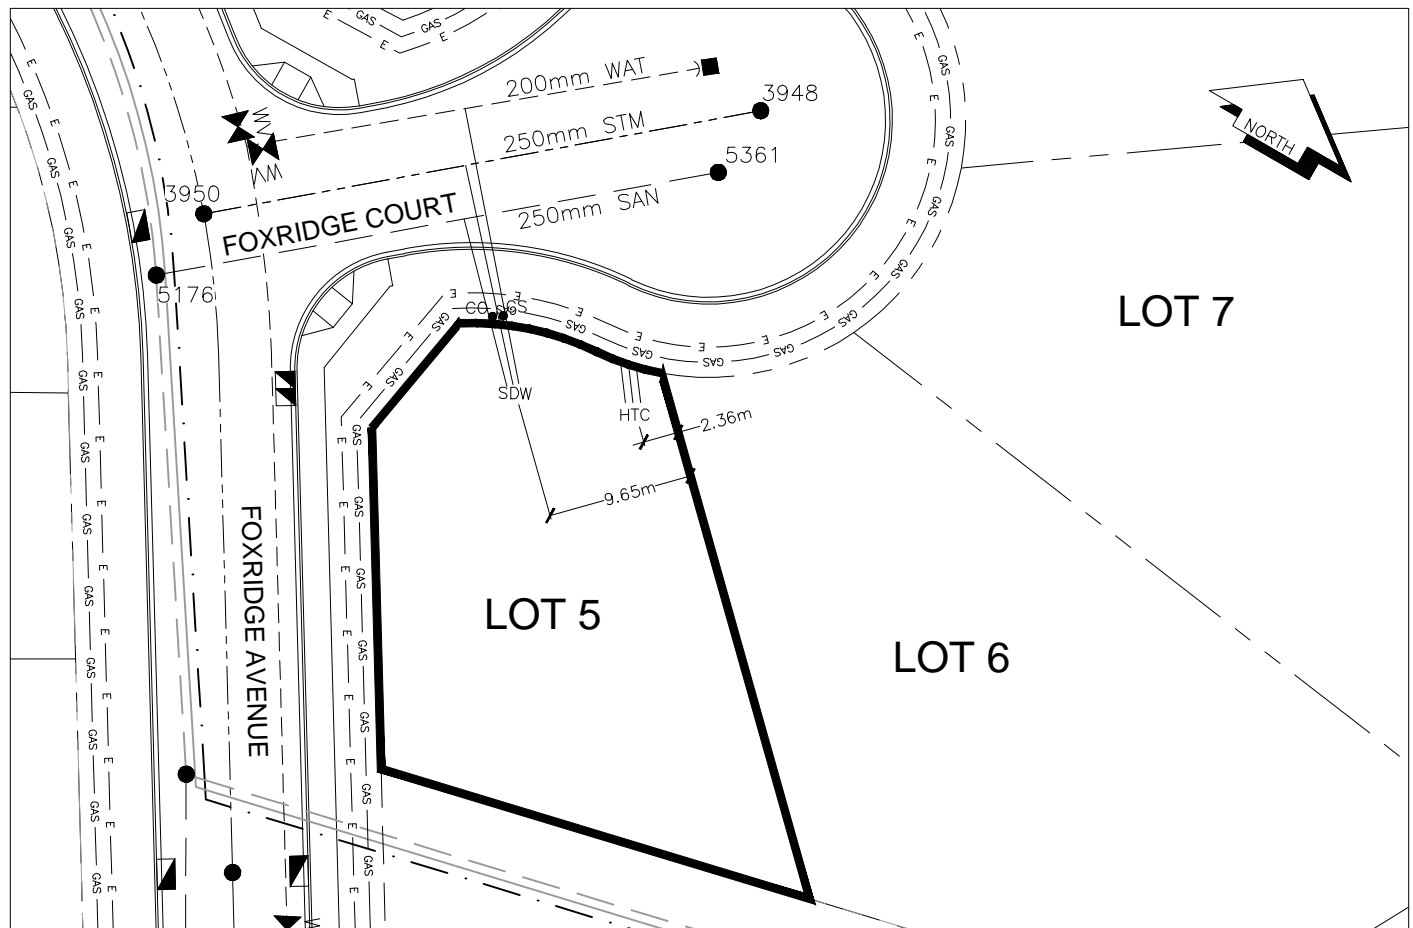 200mm WAT
3948
250mm STM
5361
250mm SAN
3950
FOXRIDGE COURT
5176
NORTH
LOT 7
CO
SDW
HTC
2.36m
9.65m
FOXRIDGE AVENUE
LOT 5
LOT 6
GAS
E
WV